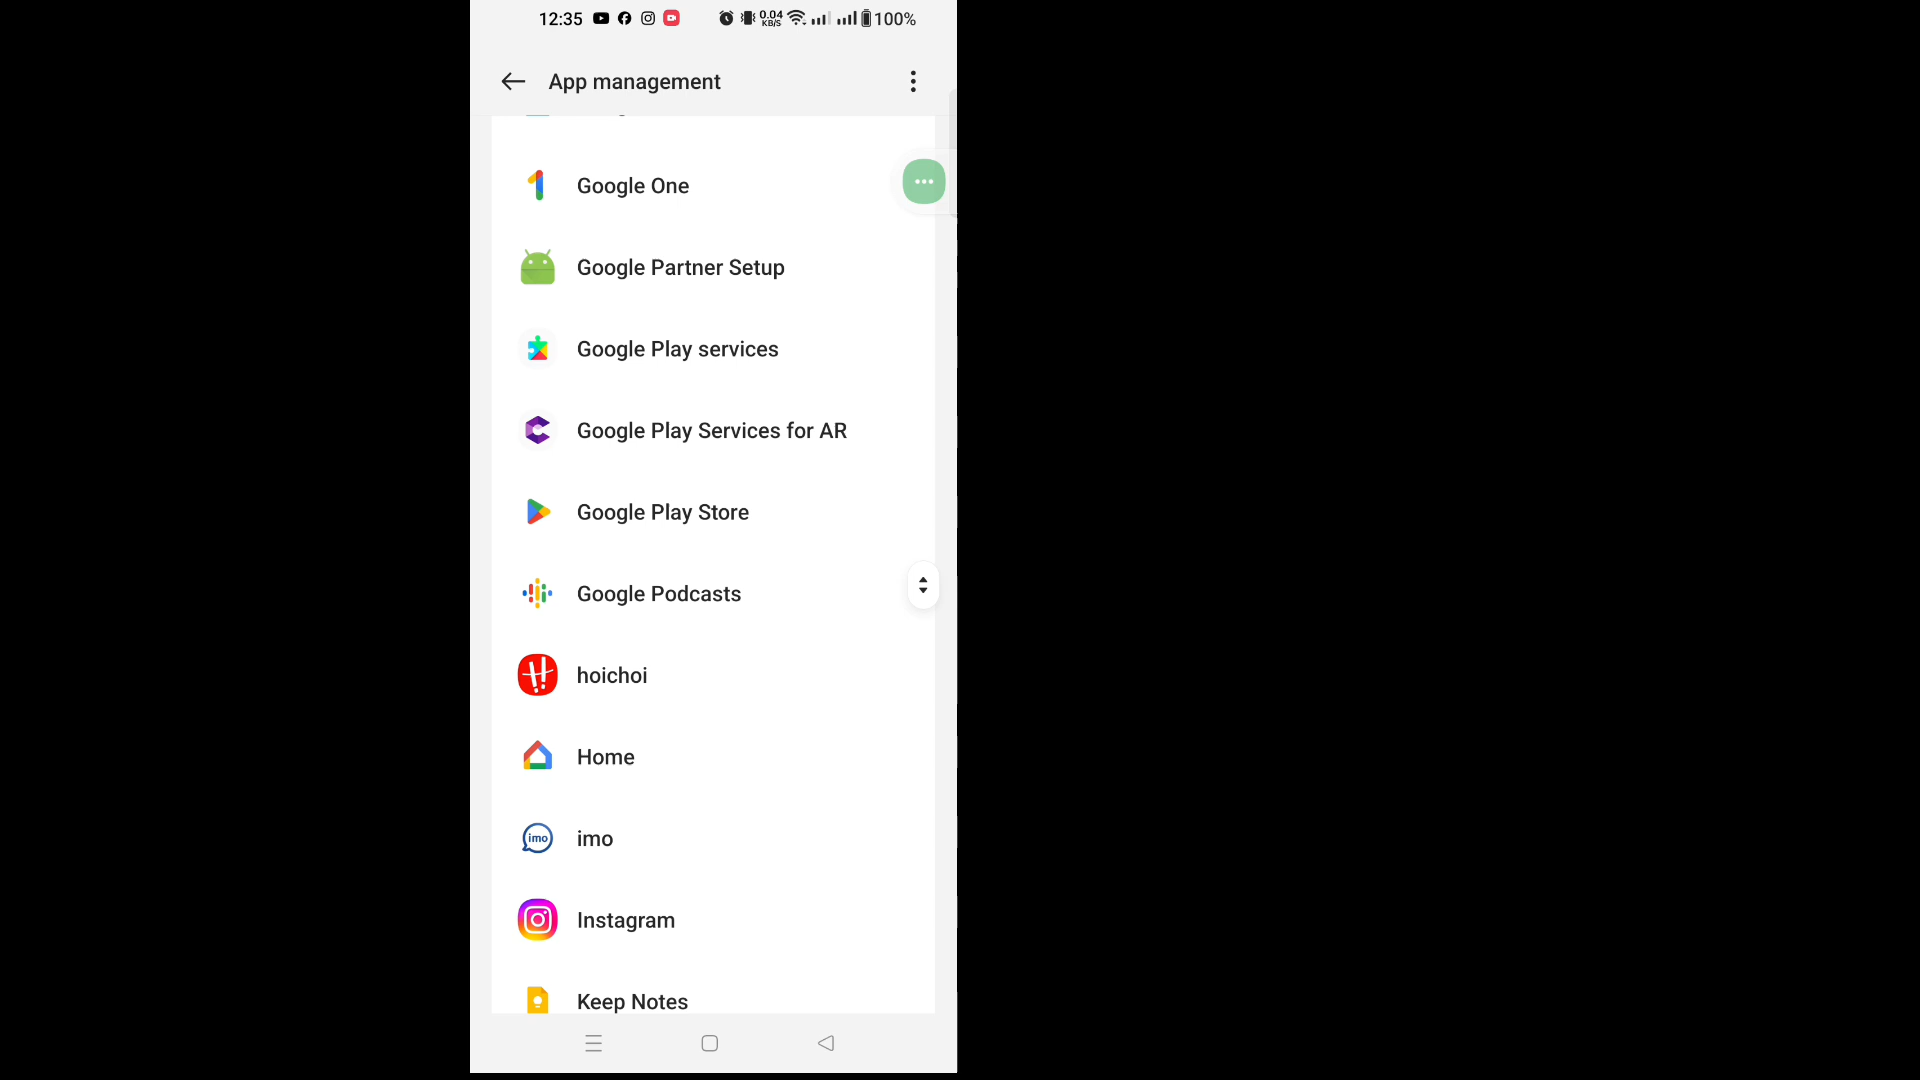 12:35 0.04 KB/S 100%
App management
Google One
Google Partner Setup
Google Play services
Google Play Services for AR
Google Play Store
Google Podcasts
hoichoi
Home
imo imo
Instagram
Keep Notes